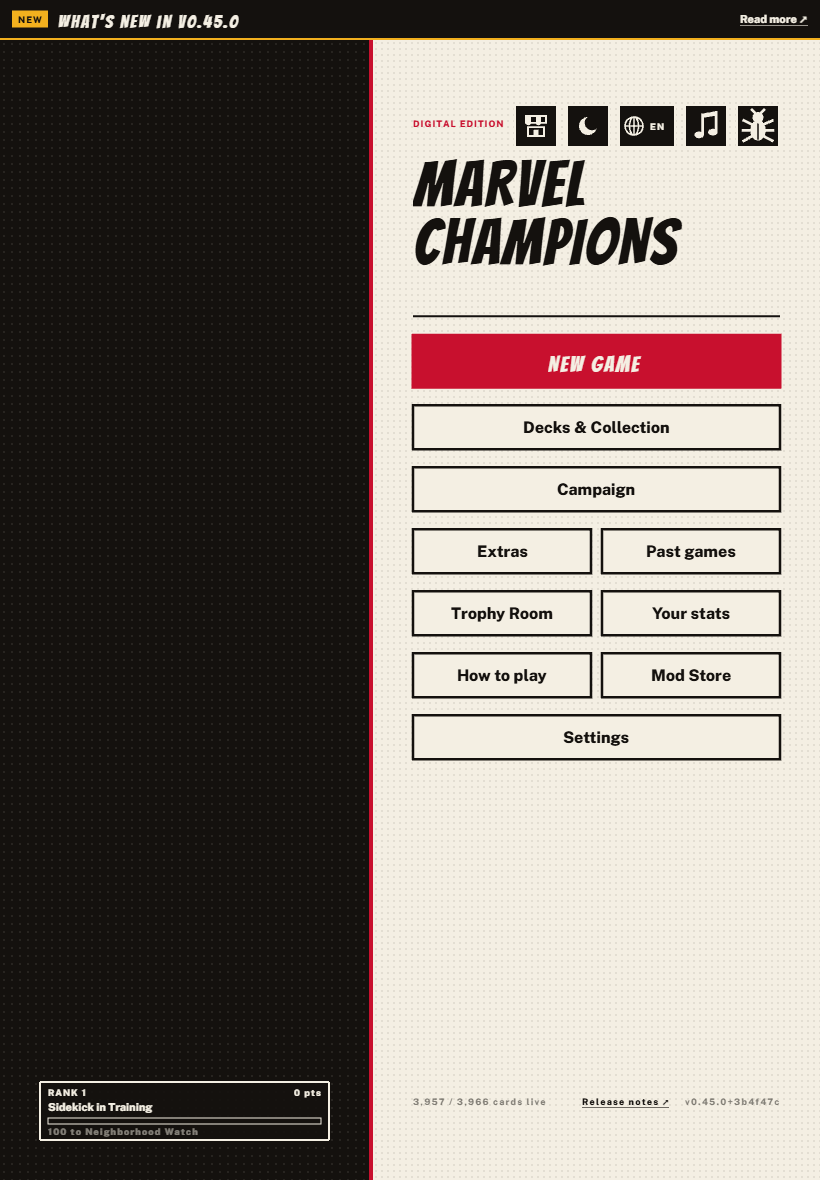 NEW WHAT'S NEW IN V0.45.0 Read more ↗
DIGITAL EDITION EN
MARVEL
CHAMPIONS
NEW GAME
Decks & Collection
Campaign
Extras Past games
Trophy Room Your stats
How to play Mod Store
Settings
RANK 1 0 pts
Sidekick in Training
100 to Neighborhood Watch
3,957 / 3,966 cards live Release notes ↗ v0.45.0+3b4f47c